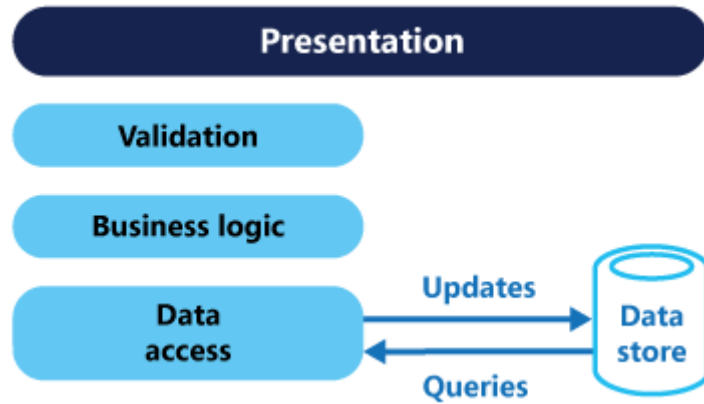 Presentation
Validation
Business logic
Data
access
Updates
Queries
Data
store